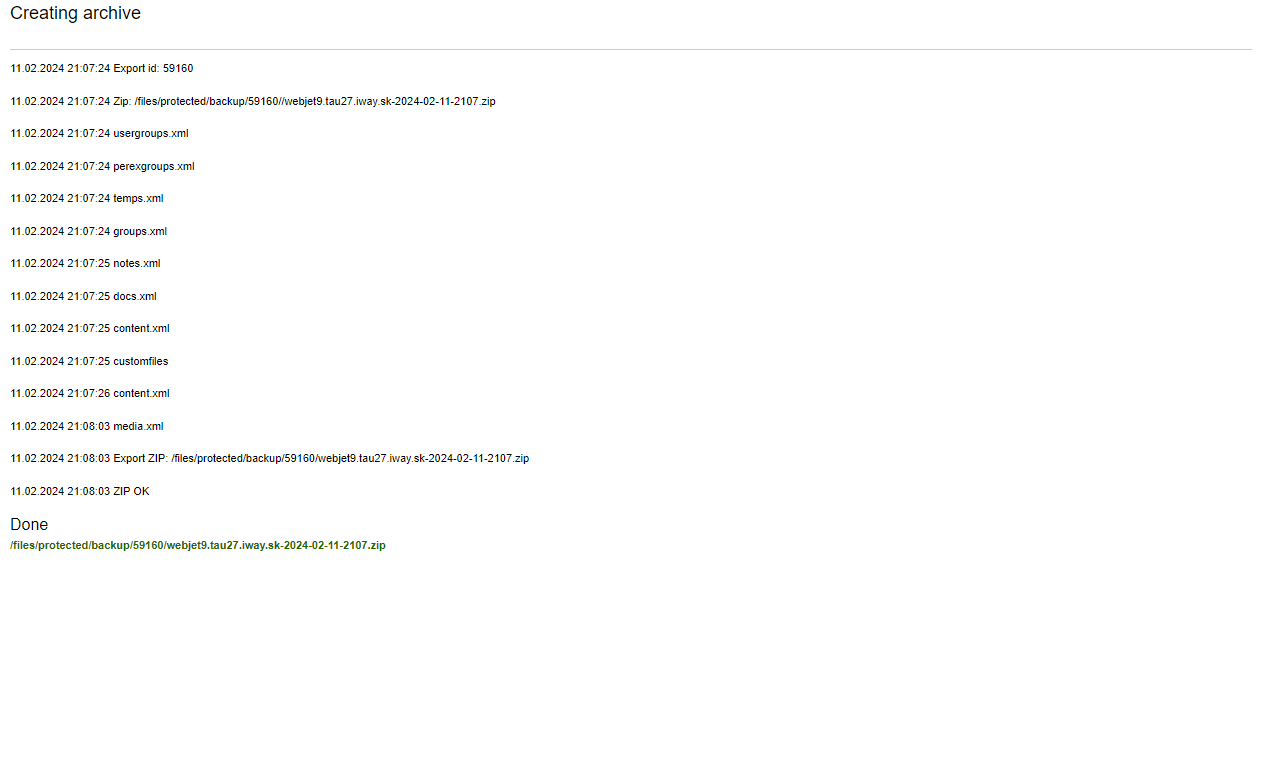 Creating archive
11.02.2024 21:07:24 Export id: 59160
11.02.2024 21:07:24 Zip: /files/protected/backup/59160//webjet9.tau27.iway.sk-2024-02-11-2107.zip
11.02.2024 21:07:24 usergroups.xml
11.02.2024 21:07:24 perexgroups.xml
11.02.2024 21:07:24 temps.xml
11.02.2024 21:07:24 groups.xml
11.02.2024 21:07:25 notes.xml
11.02.2024 21:07:25 docs.xml
11.02.2024 21:07:25 content.xml
11.02.2024 21:07:25 customfiles
11.02.2024 21:07:26 content.xml
11.02.2024 21:08:03 media.xml
11.02.2024 21:08:03 Export ZIP: /files/protected/backup/59160/webjet9.tau27.iway.sk-2024-02-11-2107.zip
11.02.2024 21:08:03 ZIP OK
Done
/files/protected/backup/59160/webjet9.tau27.iway.sk-2024-02-11-2107.zip